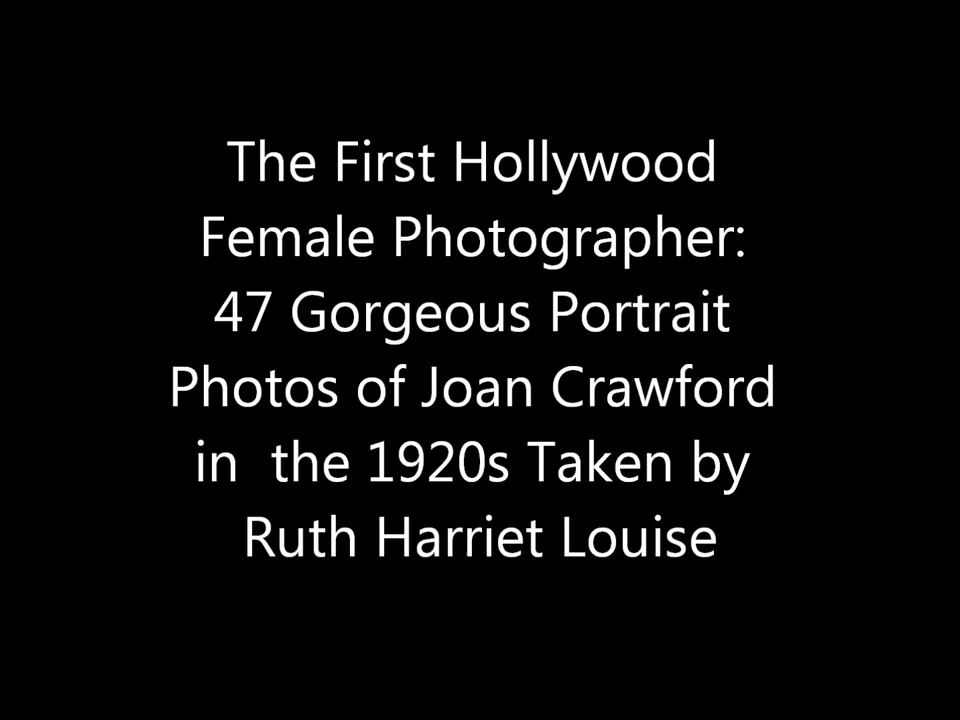 The First Hollywood
Female Photographer:
47 Gorgeous Portrait
Photos of Joan Crawford
in  the 1920s Taken by
Ruth Harriet Louise